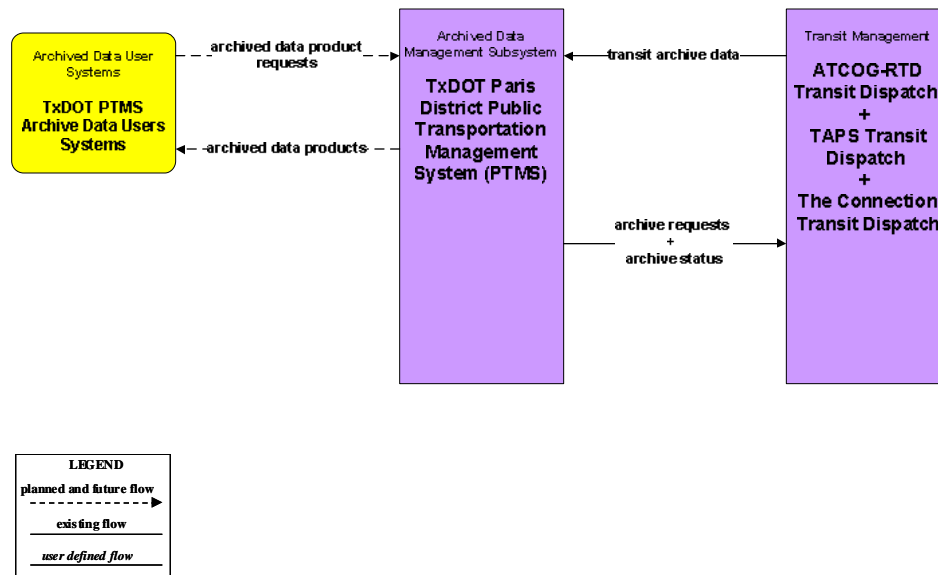 Archived Data User
Systems
TxDOT PTMS
Archive Data Users
Systems
archived data product
requests
archived data products
Archived Data
Management Subsystem
TxDOT Paris
District Public
Transportation
Management
System (PTMS)
transit archive data
archive requests
+
archive status
Transit Management
ATCOG-RTD
Transit Dispatch
+
TAPS Transit
Dispatch
+
The Connection
Transit Dispatch
LEGEND
planned and future flow
existing flow
user defined flow